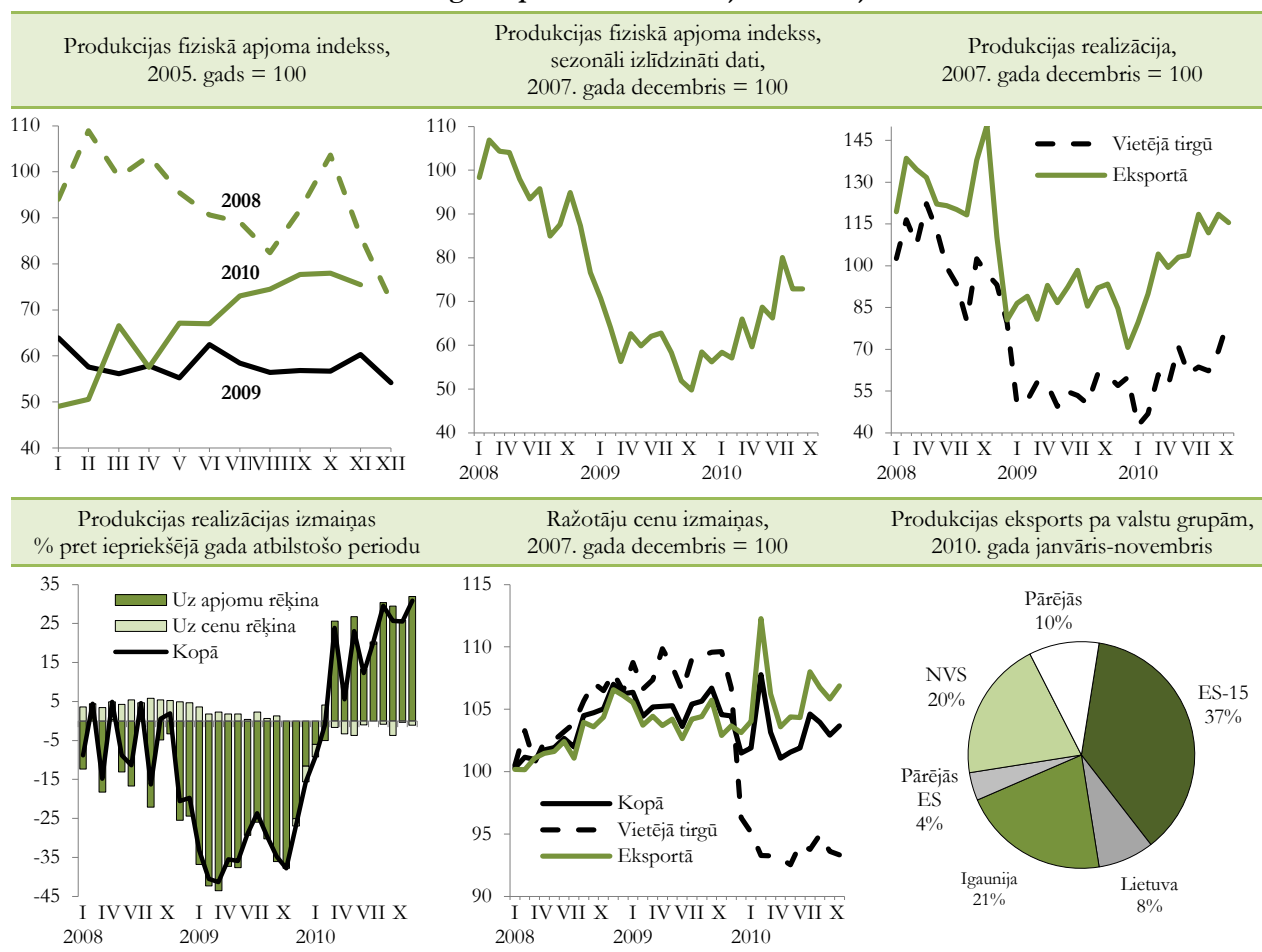 Produkcijas fiziskā apjoma indekss,
2005. gads = 100
Produkcijas fiziskā apjoma indekss,
sezonāli izlīdzināti dati,
2007. gada decembris = 100
Produkcijas realizācija,
2007. gada decembris = 100
110
100
90
80
70
60
50
40
2008
2010
2009
I II III IV V VI VII VIII IX X XI XII
110
100
90
80
70
60
50
40
I IV VII X I IV VII X I IV VII X
2008 2009 2010
145
130
115
100
85
70
55
40
Vietējā tirgū
Eksportā
I IV VII X I IV VII X I IV VII X
2008 2009 2010
Produkcijas realizācijas izmaiņas
% pret iepriekšējā gada atbilstošo periodu
Ražotāju cenu izmaiņas,
2007. gada decembris = 100
Produkcijas eksports pa valstu grupām,
2010. gada janvāris-novembris
35
25
15
5
-5
-15
-25
-35
-45
Uz apjomu rēķina
Uz cenu rēķina
Kopā
I IV VII X I IV VII X I IV VII X
2008 2009 2010
115
110
105
100
95
90
Kopā
Vietējā tirgū
Eksportā
I IV VII X I IV VII X I IV VII X
2008 2009 2010
Pārējās
10%
NVS
20%
ES-15
37%
Pārējās
ES
4%
Igaunija
21%
Lietuva
8%